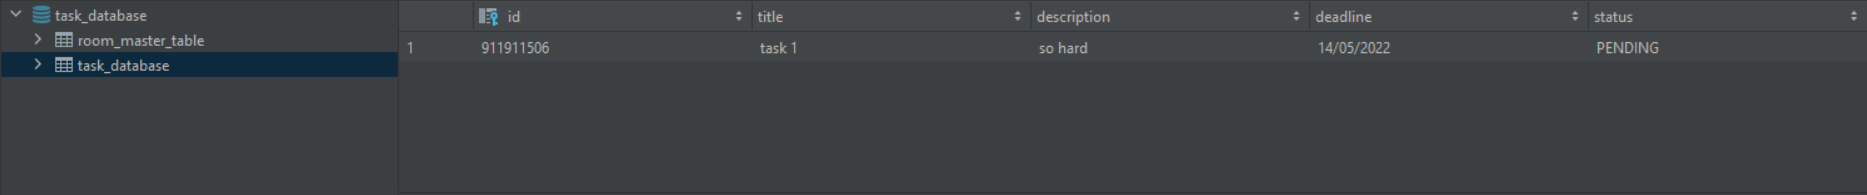 task_database
room_master_table
task_database
id title description deadline status
1 911911506 task 1 so hard 14/05/2022 PENDING